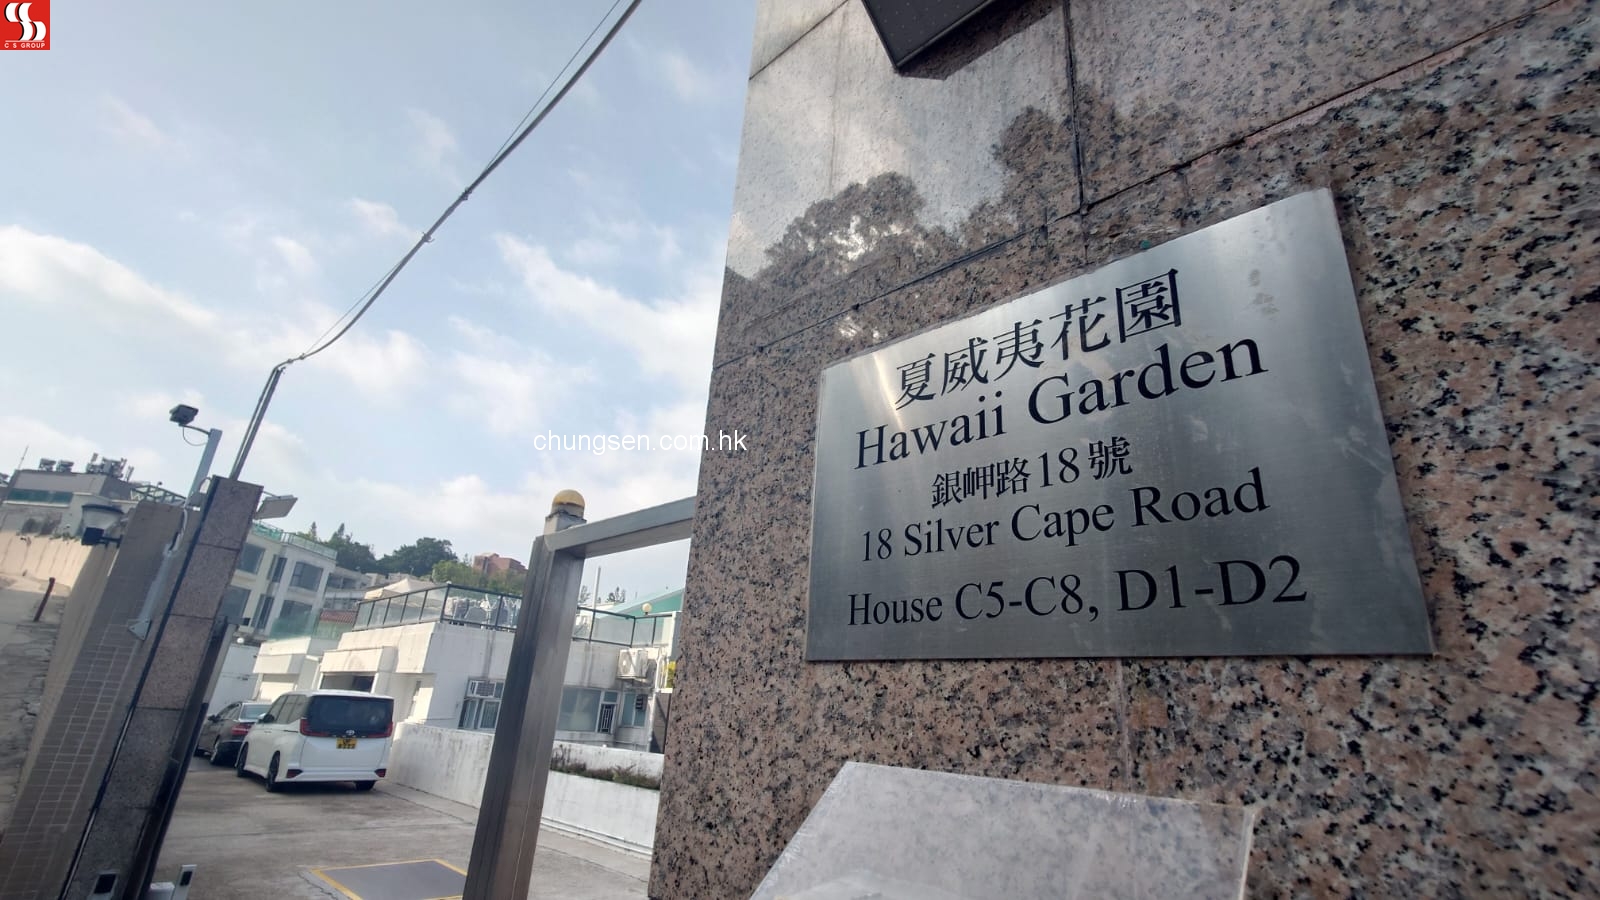 C S GROUP
chungsen.com.hk
夏威夷花園
Hawaii Garden
銀岬路18號
18 Silver Cape Road
House C5-C8, D1-D2